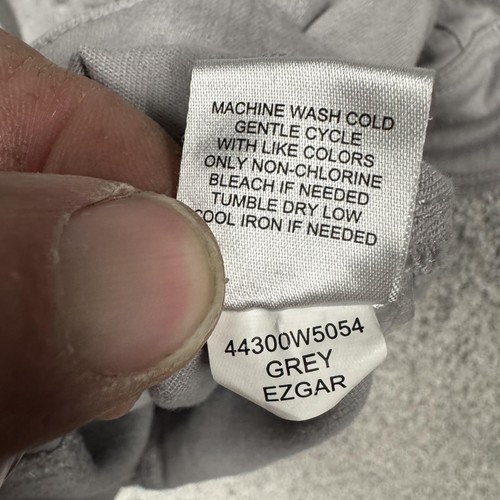 MACHINE WASH COLD
GENTLE CYCLE
WITH LIKE COLORS
ONLY NON-CHLORINE
BLEACH IF NEEDED
TUMBLE DRY LOW
COOL IRON IF NEEDED
44300W5054
GREY
EZGAR